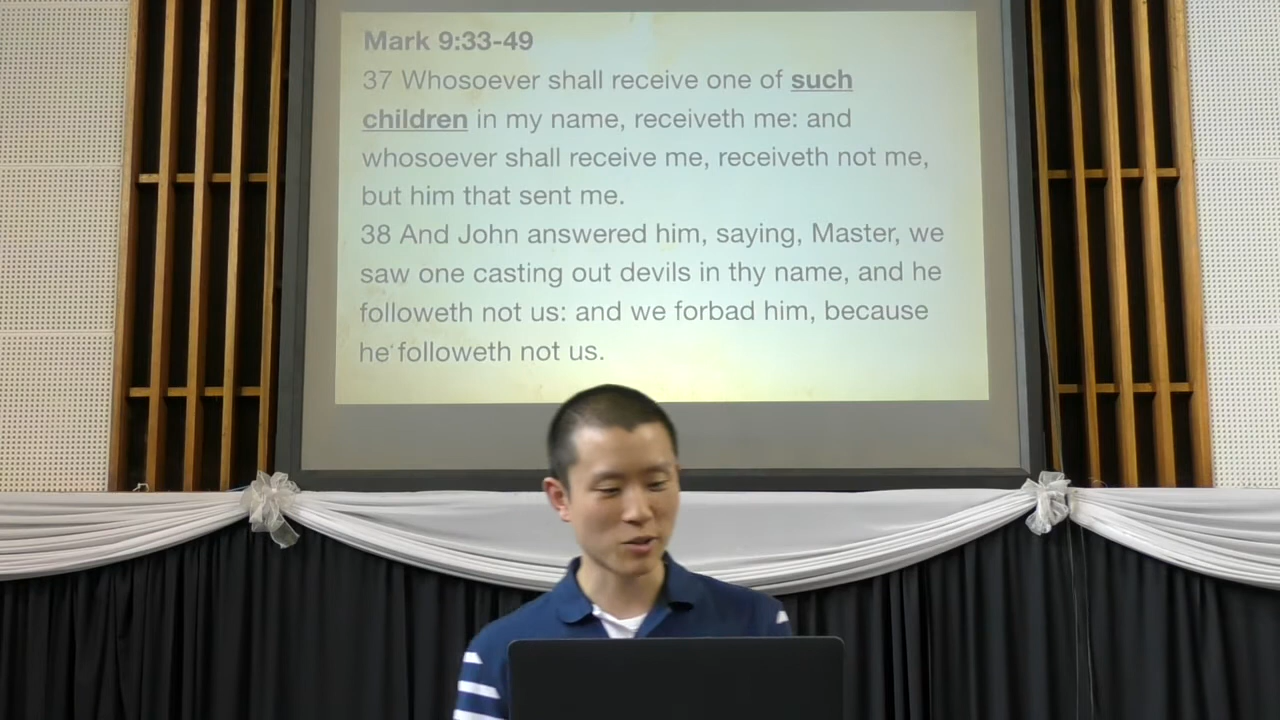 Mark 9:33-49
37 Whosoever shall receive one of such
children in my name, receiveth me: and
whosoever shall receive me, receiveth not me,
but him that sent me.
38 And John answered him, saying, Master, we
saw one casting out devils in thy name, and he
followeth not us: and we forbad him, because
he followeth not us.